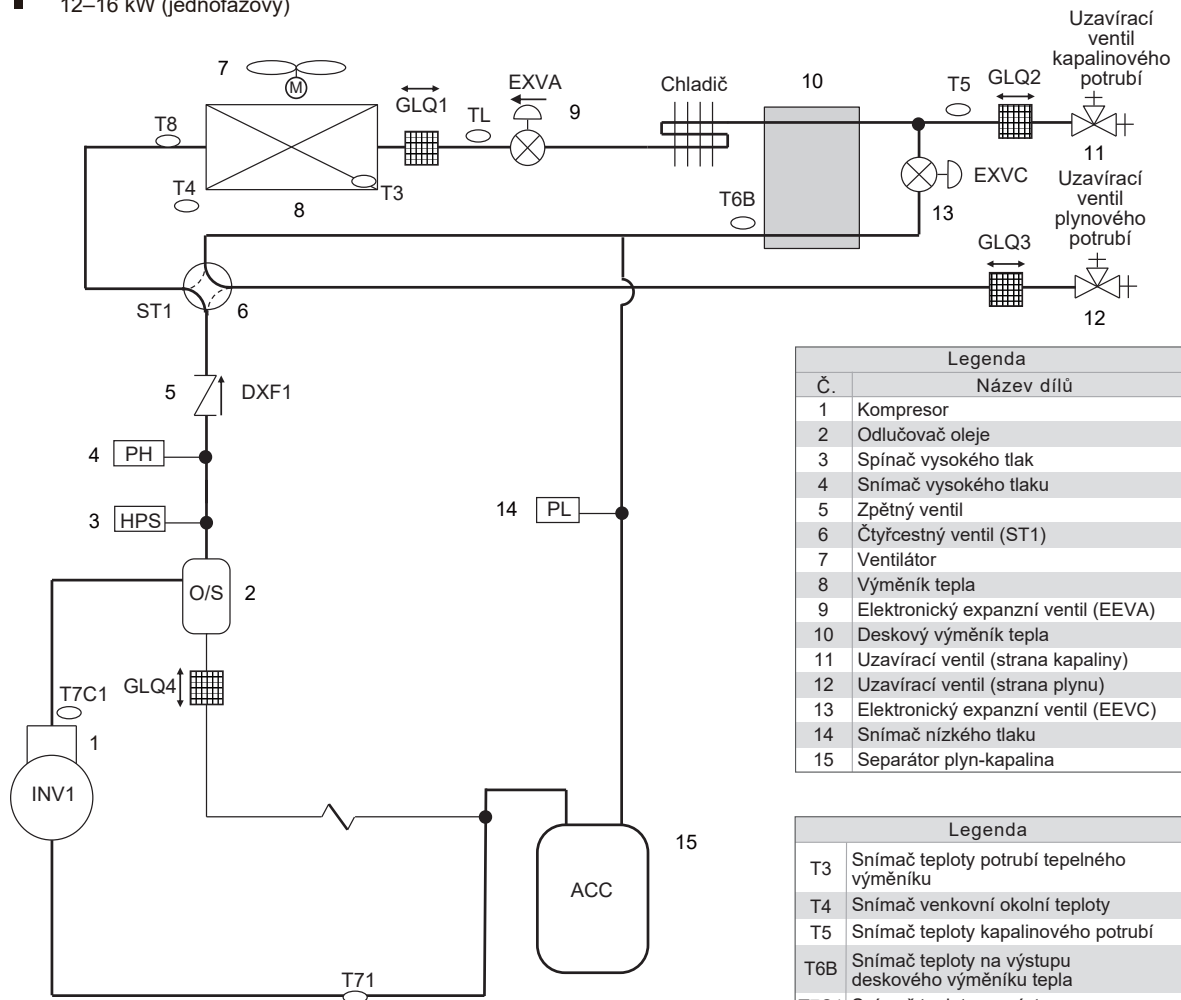 12–16 kW (jednofázový)
Uzavírací
ventil
kapalinového
potrubí
7
M
EXVA
9
Chladič
10
T5
GLQ2
GLQ1
TL
T8
11
T4
T3
8
T6B
EXVC
13
Uzavírací
ventil
plynového
potrubí
GLQ3
12
ST1
6
5
DXF1
4
PH
3
HPS
14
PL
O/S
2
GLQ4
T7C1
1
INV1
15
ACC
T71
Legenda
Č. Název dílů
1 Kompresor
2 Odlučovač oleje
3 Spínač vysokého tlak
4 Snímač vysokého tlaku
5 Zpětný ventil
6 Čtyřcestný ventil (ST1)
7 Ventilátor
8 Výměník tepla
9 Elektronický expanzní ventil (EEVA)
10 Deskový výměník tepla
11 Uzavírací ventil (strana kapaliny)
12 Uzavírací ventil (strana plynu)
13 Elektronický expanzní ventil (EEVC)
14 Snímač nízkého tlaku
15 Separátor plyn-kapalina
Legenda
T3 Snímač teploty potrubí tepelného
výměníku
T4 Snímač venkovní okolní teploty
T5 Snímač teploty kapalinového potrubí
T6B Snímač teploty na výstupu
deskového výměníku tepla